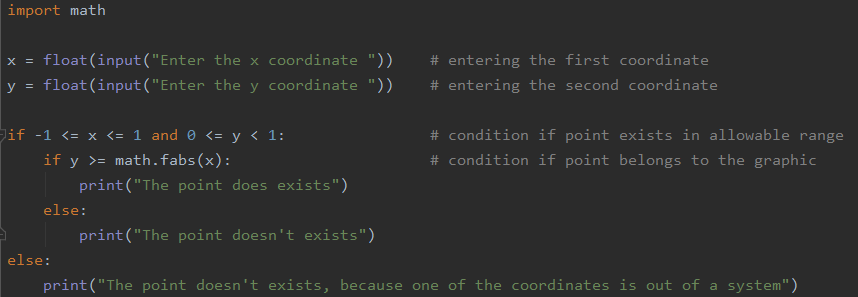 import math
x = float(input("Enter the x coordinate ")) # entering the first coordinate
y = float(input("Enter the y coordinate ")) # entering the second coordinate
if -1 <= x <= 1 and 0 <= y < 1: # condition if point exists in allowable range
    if y >= math.fabs(x): # condition if point belongs to the graphic
        print("The point does exists")
    else:
        print("The point doesn't exists")
else:
    print("The point doesn't exists, because one of the coordinates is out of a system")